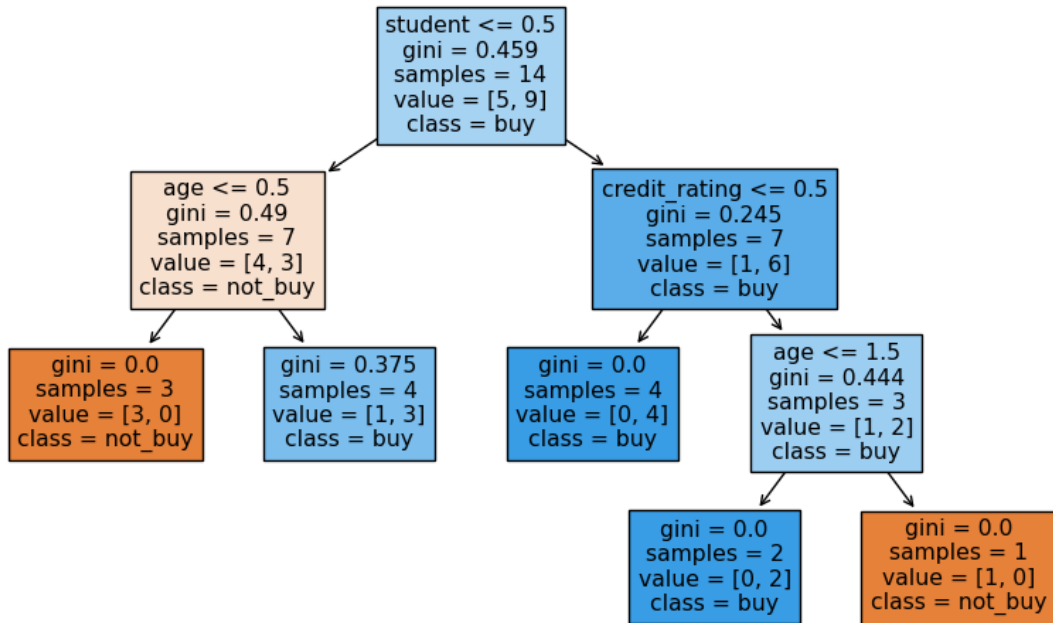 student <= 0.5
gini = 0.459
samples = 14
value = [5, 9]
class = buy
age <= 0.5
gini = 0.49
samples = 7
value = [4, 3]
class = not_buy
credit_rating <= 0.5
gini = 0.245
samples = 7
value = [1, 6]
class = buy
gini = 0.0
samples = 3
value = [3, 0]
class = not_buy
gini = 0.375
samples = 4
value = [1, 3]
class = buy
gini = 0.0
samples = 4
value = [0, 4]
class = buy
age <= 1.5
gini = 0.444
samples = 3
value = [1, 2]
class = buy
gini = 0.0
samples = 2
value = [0, 2]
class = buy
gini = 0.0
samples = 1
value = [1, 0]
class = not_buy